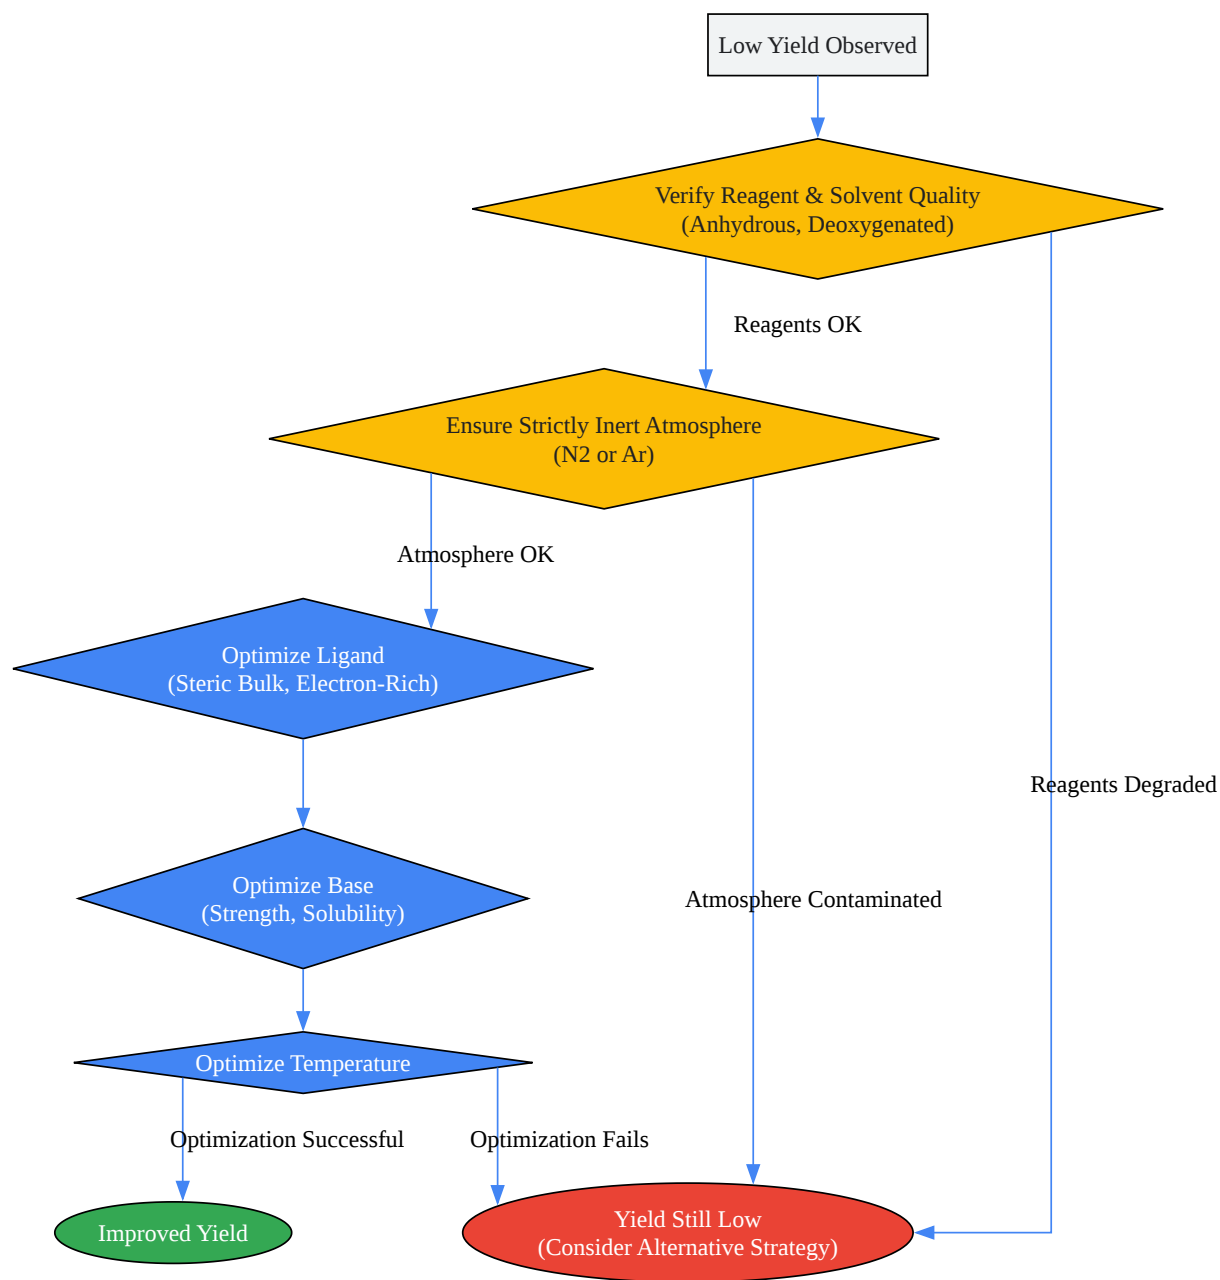 Low Yield Observed
Verify Reagent & Solvent Quality
(Anhydrous, Deoxygenated)
Reagents OK
Ensure Strictly Inert Atmosphere
(N2 or Ar)
Atmosphere OK
Optimize Ligand
(Steric Bulk, Electron-Rich)
Reagents Degraded
Optimize Base
(Strength, Solubility)
Atmosphere Contaminated
Optimize Temperature
Optimization Successful
Optimization Fails
Improved Yield
Yield Still Low
(Consider Alternative Strategy)